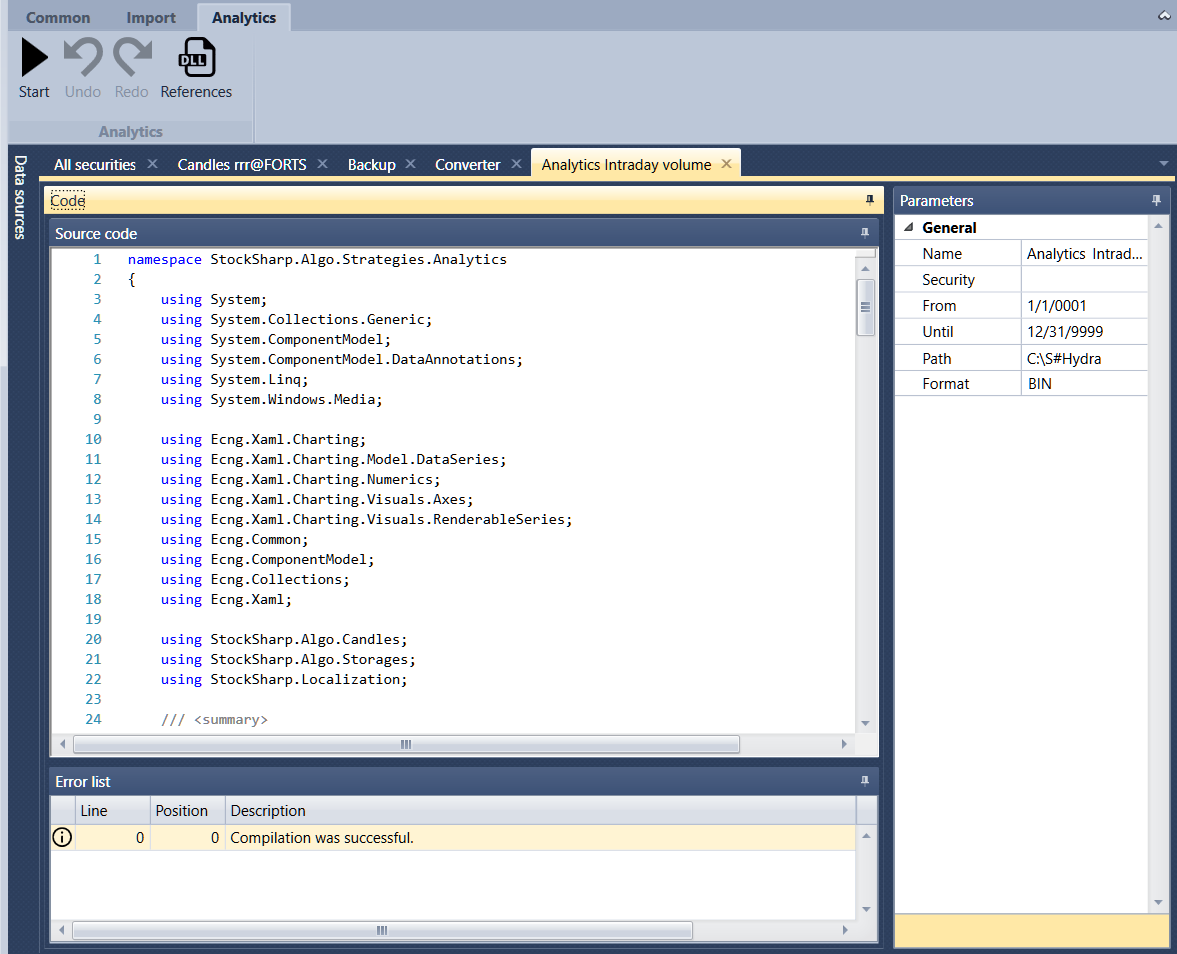 Common Import Analytics
Start Undo Redo DLL References
Analytics
Data sources
All securities Candles rrr@FORTS Backup Converter Analytics Intraday volume
Code
Source code
1 namespace StockSharp.Algo.Strategies.Analytics
2 {
3 using System;
4 using System.Collections.Generic;
5 using System.ComponentModel;
6 using System.ComponentModel.DataAnnotations;
7 using System.Linq;
8 using System.Windows.Media;
9
10 using Ecng.Xaml.Charting;
11 using Ecng.Xaml.Charting.Model.DataSeries;
12 using Ecng.Xaml.Charting.Numerics;
13 using Ecng.Xaml.Charting.Visuals.Axes;
14 using Ecng.Xaml.Charting.Visuals.RenderableSeries;
15 using Ecng.Common;
16 using Ecng.ComponentModel;
17 using Ecng.Collections;
18 using Ecng.Xaml;
19
20 using StockSharp.Algo.Candles;
21 using StockSharp.Algo.Storages;
22 using StockSharp.Localization;
23
24 /// <summary>
Error list
Line Position Description
0 0 Compilation was successful.
Parameters
General
Name Analytics Intrad...
Security
From 1/1/0001
Until 12/31/9999
Path C:\S#Hydra
Format BIN